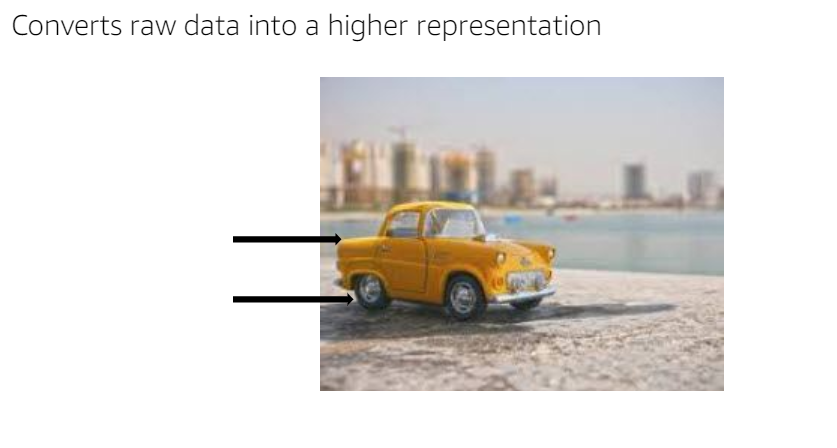 Converts raw data into a higher representation